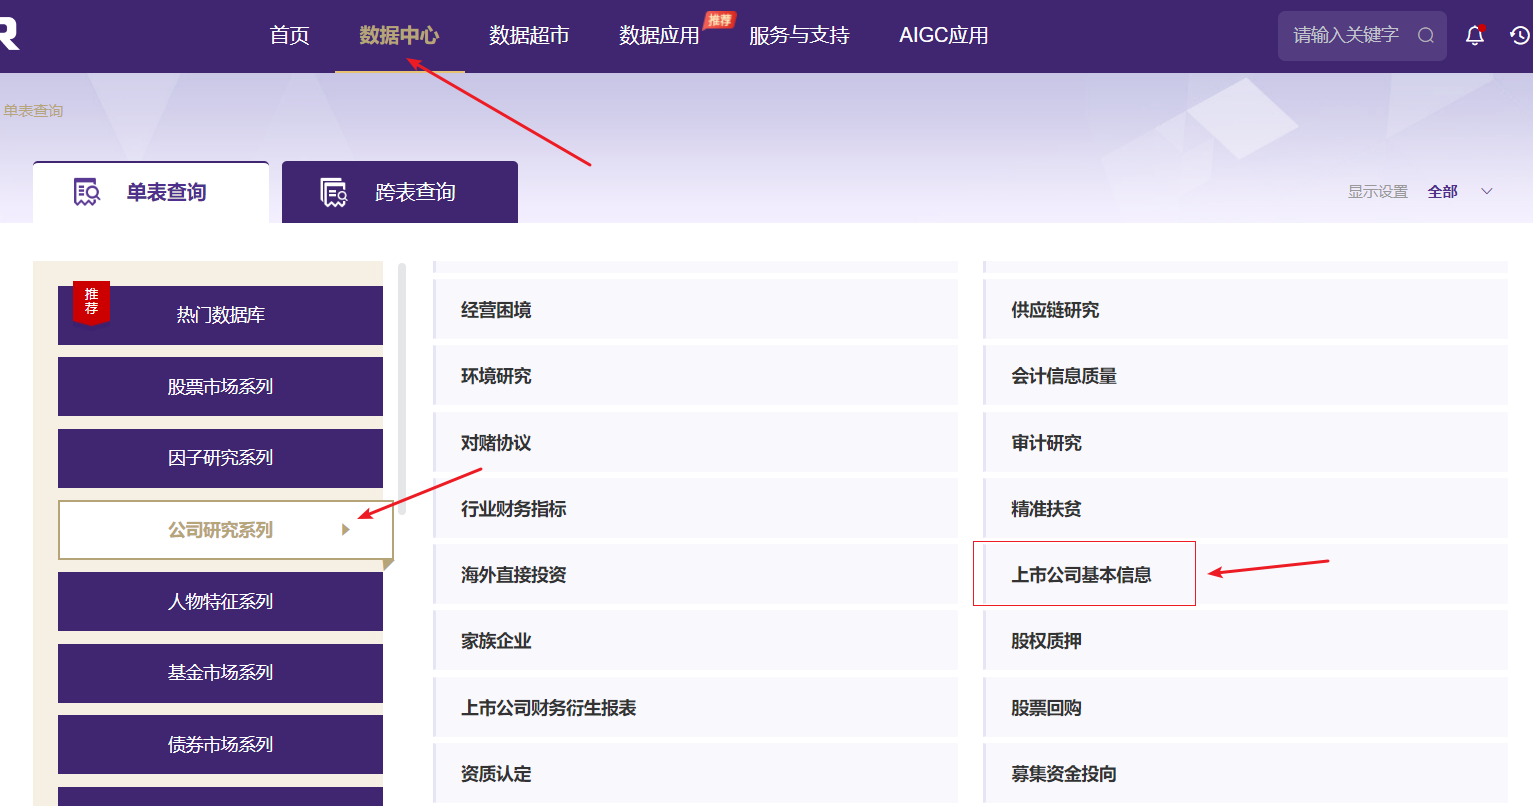 R
首页
数据中心
数据超市
数据应用
推荐
服务与支持
AIGC应用
请输入关键字
单表查询
单表查询
跨表查询
显示设置
全部
推荐
热门数据库
股票市场系列
因子研究系列
公司研究系列
人物特征系列
基金市场系列
债券市场系列
经营困境
供应链研究
环境研究
会计信息质量
对赌协议
审计研究
行业财务指标
精准扶贫
海外直接投资
上市公司基本信息
家族企业
股权质押
上市公司财务衍生报表
股票回购
资质认定
募集资金投向